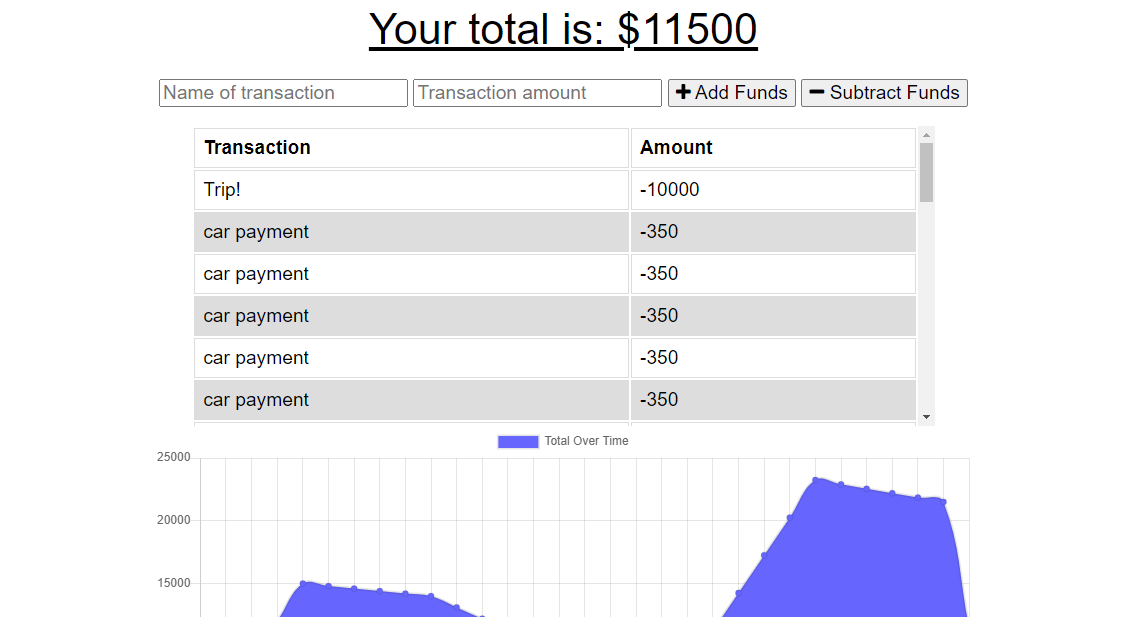 Your total is: $11500
Name of transaction Transaction amount Add Funds Subtract Funds
Transaction Amount
Trip! -10000
car payment -350
car payment -350
car payment -350
car payment -350
car payment -350
Total Over Time
25000
20000
15000